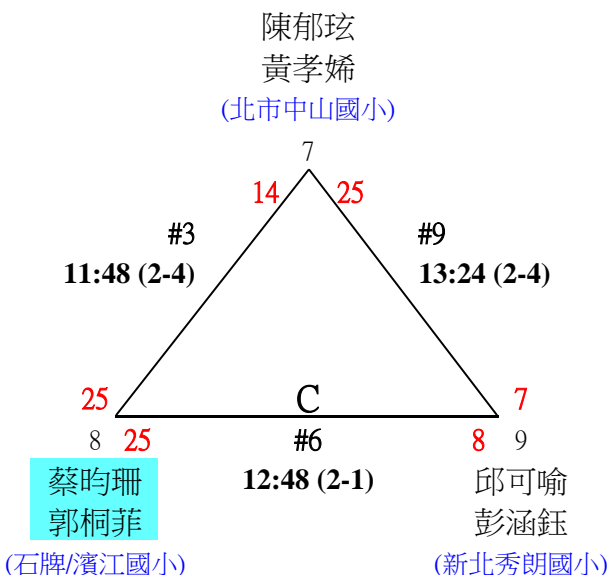 陳郁玹
黃孝娣
(北市中山國小)
7
14 25
#3 #9
11:48 (2-4) 13:24 (2-4)
25 C 7
8 25 #6 8 9
蔡昀珊 12:48 (2-1) 邱可喻
郭桐菲 彭涵鈺
(石牌/濱江國小) (新北秀朗國小)